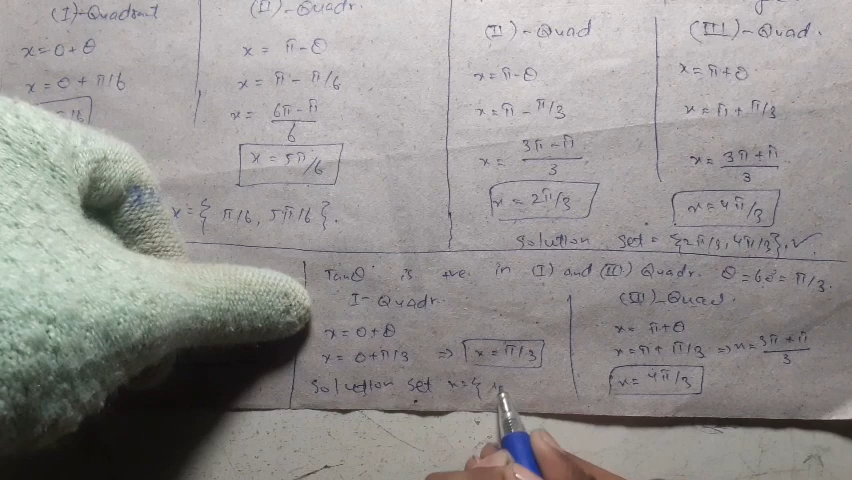 (I)-Quadrant
x=0+θ
x=0+π/6
π/6
(II)-Quadr.
x= π-θ
x= π-π/6
x= 6π-π
6
x=5π/6
x={ π/6, 5π/6}.
(II)-Quad
x=π-θ
x=π-π/3
x= 3π-π
3
x=2π/3
(III)-Quad.
x=π+θ
x=π+π/3
x= 3π+π
3
x=4π/3
Solution set={2π/3, 4π/3}.✓
Tanθ is +ve in (I) and (III) Quadr. θ=60°=π/3.
I-Quadr.
x=0+θ
x=0+π/3 => x=π/3
Solution set x={
(III)-Quad.
x= π+θ
x=π+π/3 => x= 3π+π
3
x=4π/3